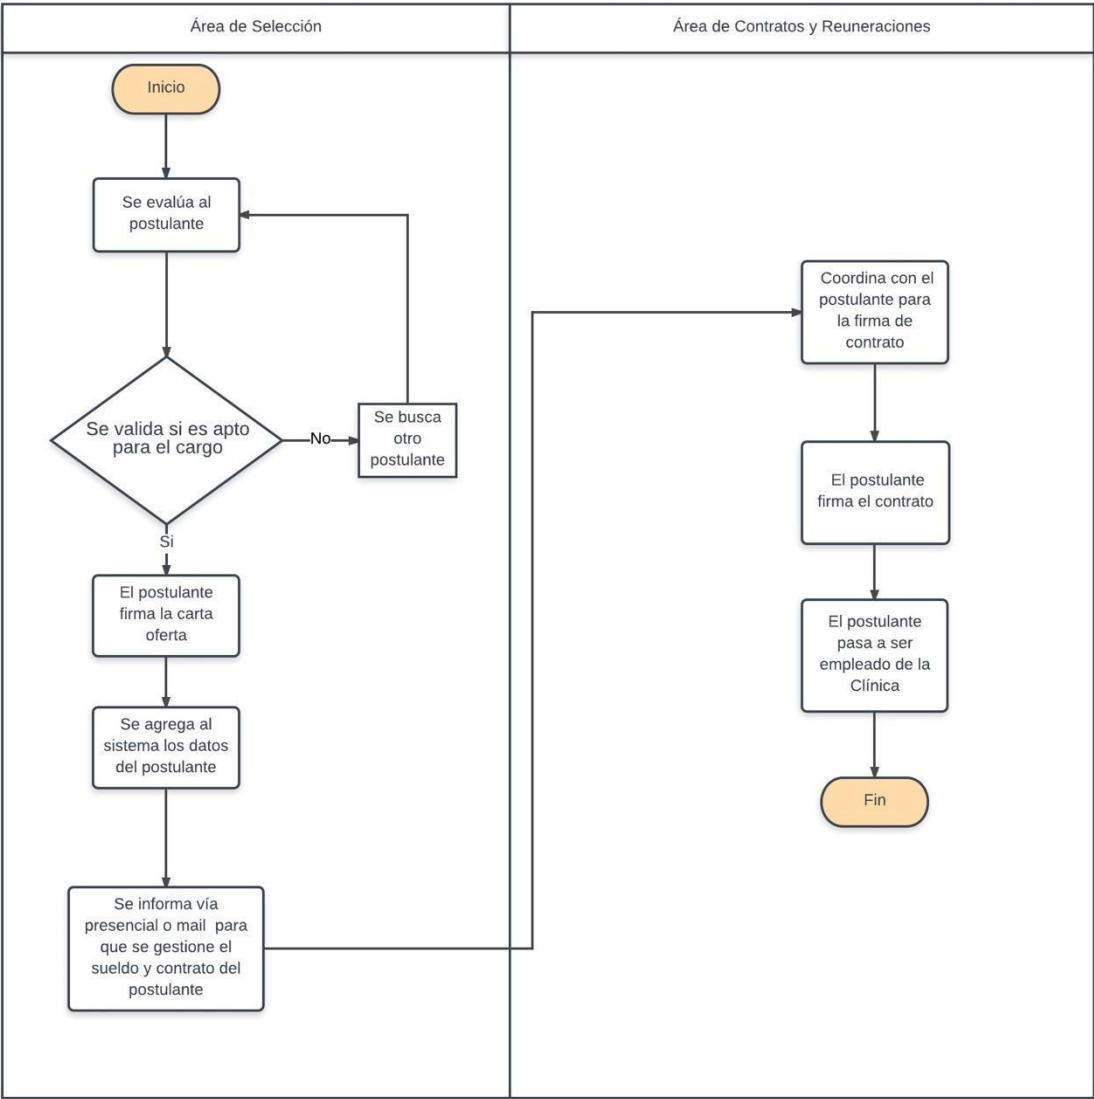 Área de Selección
Área de Contratos y Reuneraciones
Inicio
Se evalúa al
postulante
Se valida si es apto
para el cargo
No
Se busca
otro
postulante
Si
El postulante
firma la carta
oferta
Se agrega al
sistema los datos
del postulante
Se informa vía
presencial o mail para
que se gestione el
sueldo y contrato del
postulante
Coordina con el
postulante para
la firma de
contrato
El postulante
firma el contrato
El postulante
pasa a ser
empleado de la
Clínica
Fin